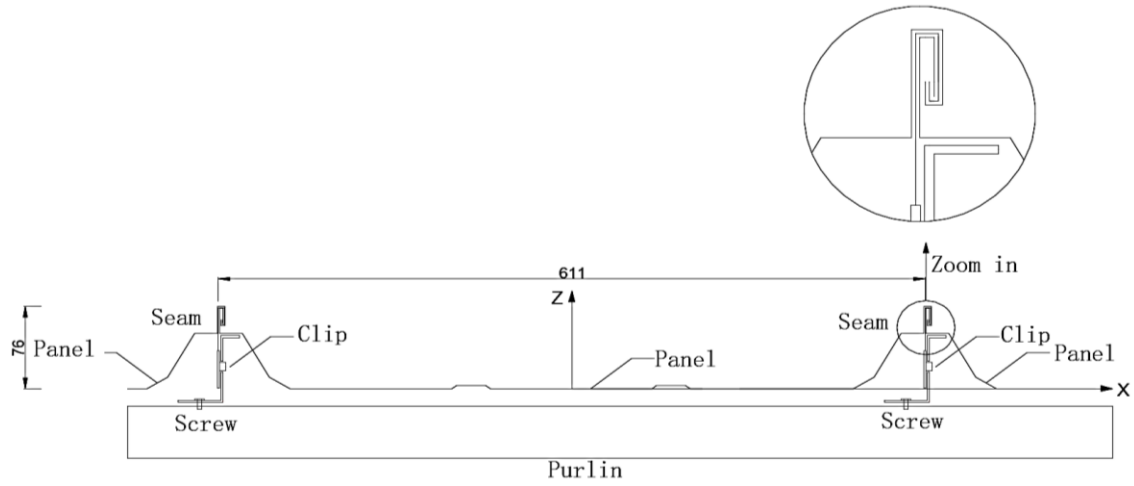 611
Zoom in
Z
76
Seam
Seam
Clip
Clip
Panel
Panel
Panel
X
Screw
Screw
Purlin